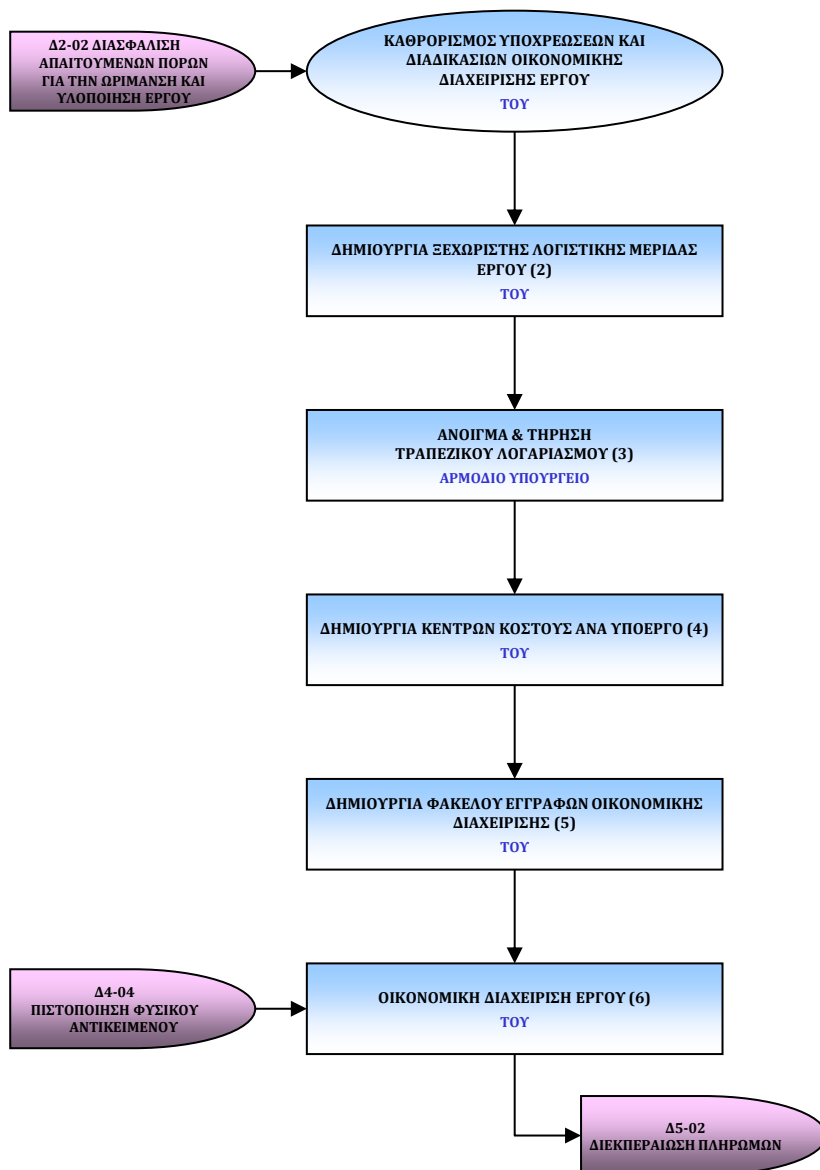 Δ2-02 ΔΙΑΣΦΑΛΙΣΗ
ΑΠΑΙΤΟΥΜΕΝΩΝ ΠΟΡΩΝ
ΓΙΑ ΤΗΝ ΩΡΙΜΑΝΣΗ ΚΑΙ
ΥΛΟΠΟΙΗΣΗ ΕΡΓΟΥ
ΚΑΘΡΟΡΙΣΜΟΣ ΥΠΟΧΡΕΩΣΕΩΝ ΚΑΙ
ΔΙΑΔΙΚΑΣΙΩΝ ΟΙΚΟΝΟΜΙΚΗΣ
ΔΙΑΧΕΙΡΙΣΗΣ ΕΡΓΟΥ
ΤΟΥ
ΔΗΜΙΟΥΡΓΙΑ ΞΕΧΩΡΙΣΤΗΣ ΛΟΓΙΣΤΙΚΗΣ ΜΕΡΙΔΑΣ
ΕΡΓΟΥ (2)
ΤΟΥ
ΑΝΟΙΓΜΑ & ΤΗΡΗΣΗ
ΤΡΑΠΕΖΙΚΟΥ ΛΟΓΑΡΙΑΣΜΟΥ (3)
ΑΡΜΟΔΙΟ ΥΠΟΥΡΓΕΙΟ
ΔΗΜΙΟΥΡΓΙΑ ΚΕΝΤΡΩΝ ΚΟΣΤΟΥΣ ΑΝΑ ΥΠΟΕΡΓΟ (4)
ΤΟΥ
ΔΗΜΙΟΥΡΓΙΑ ΦΑΚΕΛΟΥ ΕΓΓΡΑΦΩΝ ΟΙΚΟΝΟΜΙΚΗΣ
ΔΙΑΧΕΙΡΙΣΗΣ (5)
ΤΟΥ
Δ4-04
ΠΙΣΤΟΠΟΙΗΣΗ ΦΥΣΙΚΟΥ
ΑΝΤΙΚΕΙΜΕΝΟΥ
ΟΙΚΟΝΟΜΙΚΗ ΔΙΑΧΕΙΡΙΣΗ ΕΡΓΟΥ (6)
ΤΟΥ
Δ5-02
ΔΙΕΚΠΕΡΑΙΩΣΗ ΠΛΗΡΩΜΩΝ